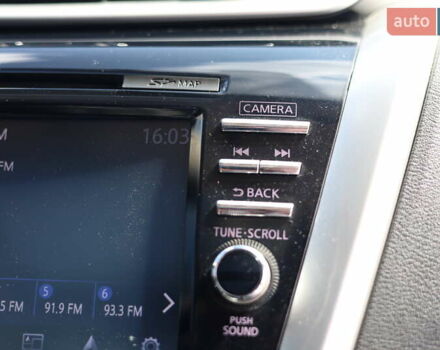 auto
SD MAP
CAMERA
M
16:03
FM
BACK
TUNE·SCROLL
5
6
5 FM
91.9 FM
93.3 FM
PUSH
SOUND